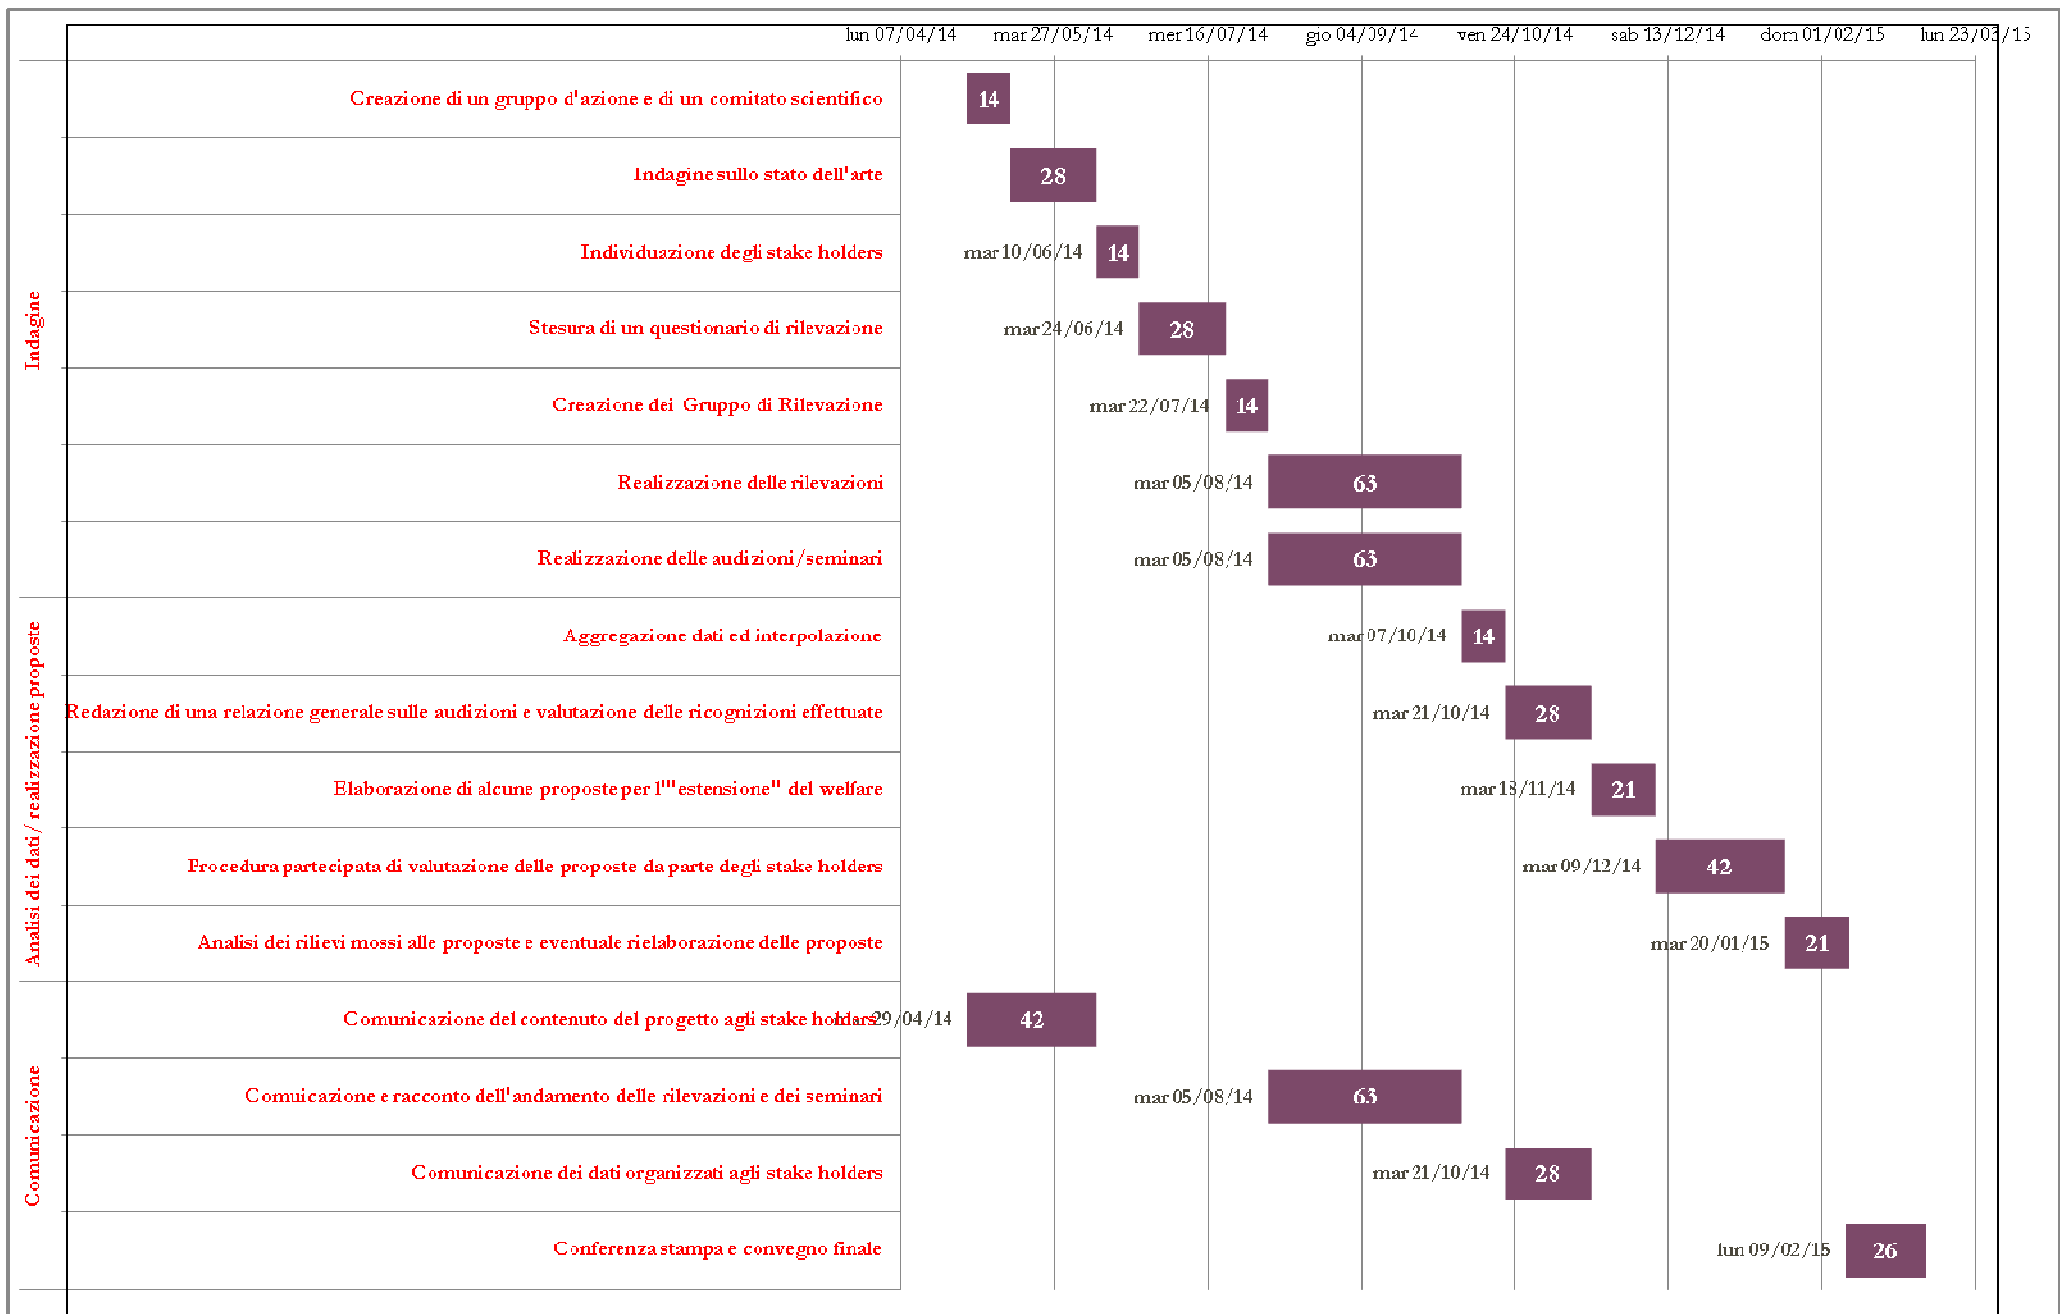 lun 07/04/14 mar 27/05/14 mer 16/07/14 gio 04/09/14 ven 24/10/14 sab 13/12/14 dom 01/02/15 lun 23/03/15
Indagine
Creazione di un gruppo d'azione e di un comitato scientifico 14
Indagine sullo stato dell'arte 28
Individuazione degli stake holders mar 10/06/14 14
Stesura di un questionario di rilevazione mar 24/06/14 28
Creazione del Gruppo di Rilevazione mar 22/07/14 14
Realizzazione delle rilevazioni mar 05/08/14 63
Realizzazione delle audizioni/seminari mar 05/08/14 63
Analisi dei dati/ realizzazione proposte
Aggregazione dati ed interpolazione mar 07/10/14 14
Redazione di una relazione generale sulle audizioni e valutazione delle ricognizioni effettuate mar 21/10/14 28
Elaborazione di alcune proposte per l'"estensione" del welfare mar 18/11/14 21
Procedura partecipata di valutazione delle proposte da parte degli stake holders mar 09/12/14 42
Analisi dei rilievi mossi alle proposte e eventuale rielaborazione delle proposte mar 20/01/15 21
Comunicazione
Comunicazione del contenuto del progetto agli stake holders 29/04/14 42
Comuicazione e racconto dell'andamento delle rilevazioni e dei seminari mar 05/08/14 63
Comunicazione dei dati organizzati agli stake holders mar 21/10/14 28
Conferenza stampa e convegno finale lun 09/02/15 26